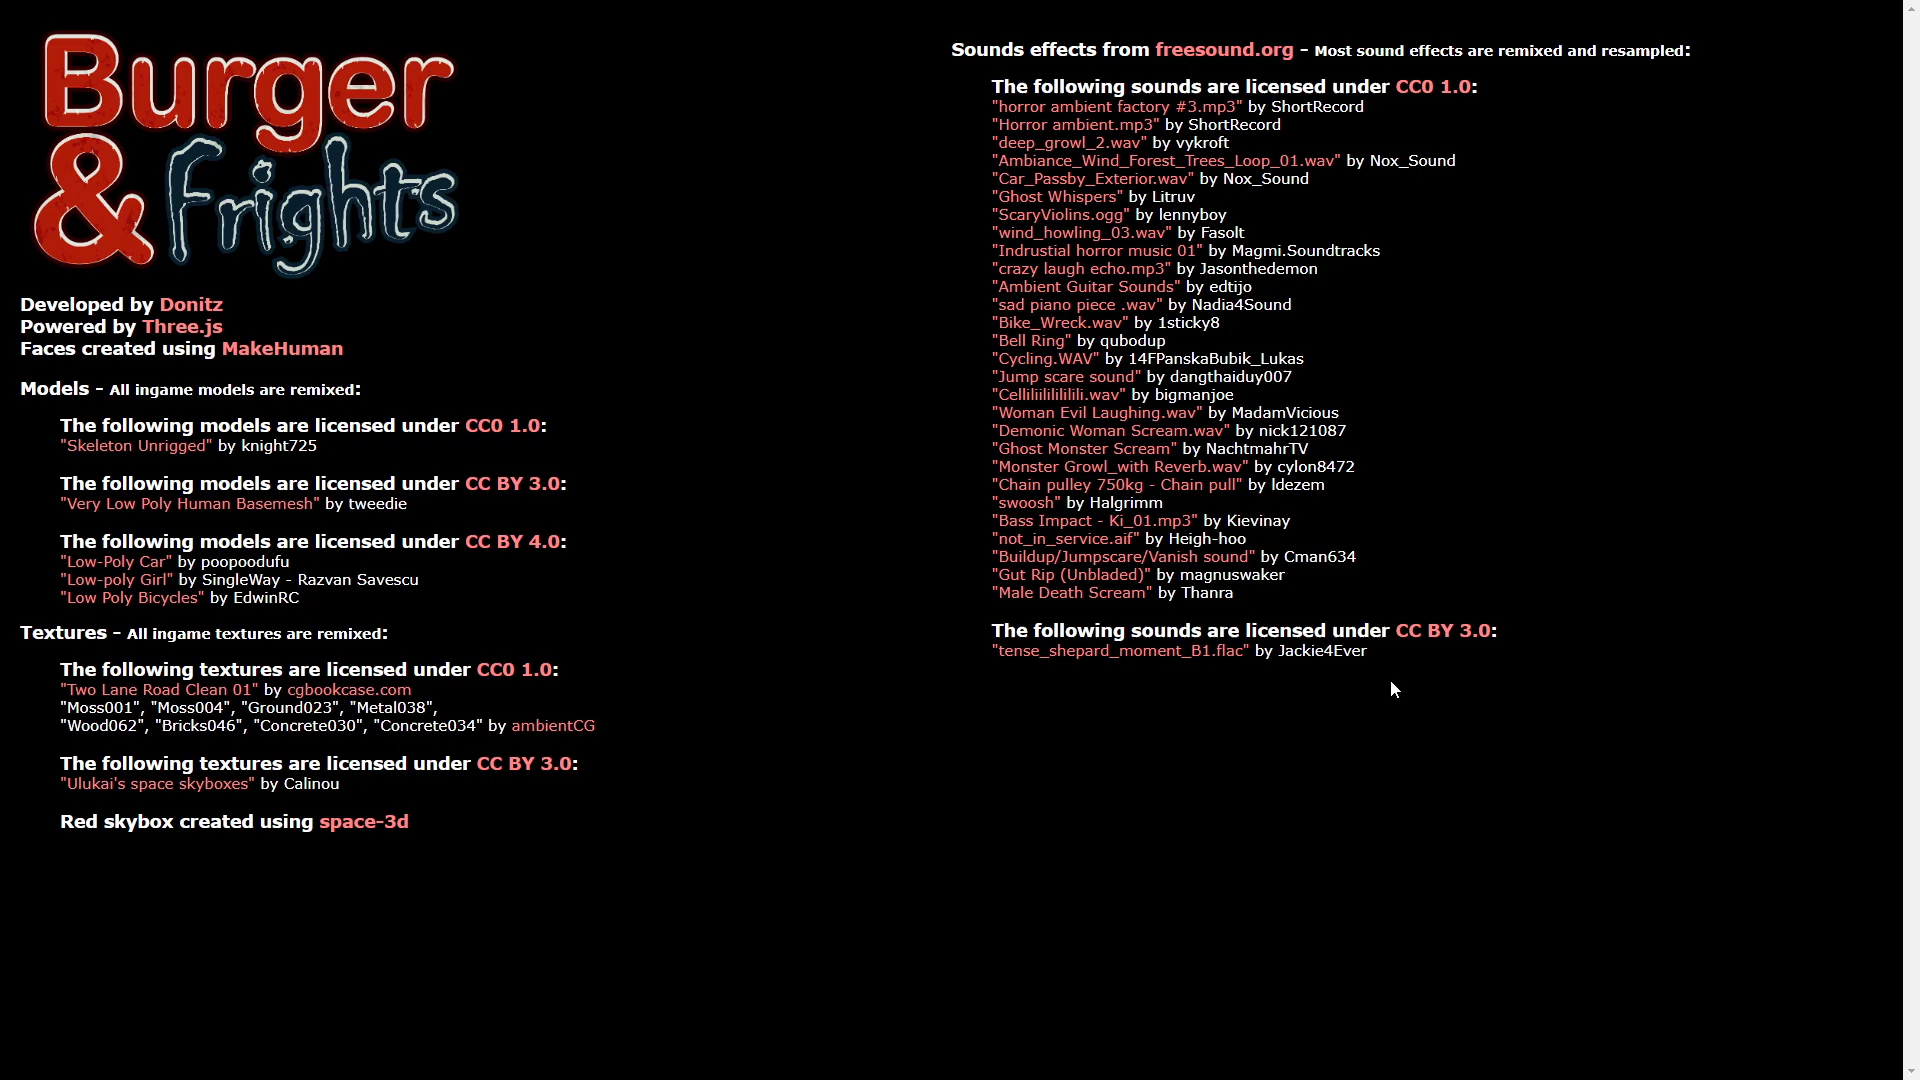 Burger
& Frights
Developed by Donitz
Powered by Three.js
Faces created using MakeHuman
Models - All ingame models are remixed:
The following models are licensed under CC0 1.0:
"Skeleton Unrigged" by knight725
The following models are licensed under CC BY 3.0:
"Very Low Poly Human Basemesh" by tweedie
The following models are licensed under CC BY 4.0:
"Low-Poly Car" by poopoodufu
"Low-poly Girl" by SingleWay - Razvan Savescu
"Low Poly Bicycles" by EdwinRC
Textures - All ingame textures are remixed:
The following textures are licensed under CC0 1.0:
"Two Lane Road Clean 01" by cgbookcase.com
"Moss001", "Moss004", "Ground023", "Metal038",
"Wood062", "Bricks046", "Concrete030", "Concrete034" by ambientCG
The following textures are licensed under CC BY 3.0:
"Ulukai's space skyboxes" by Calinou
Red skybox created using space-3d
Sounds effects from freesound.org - Most sound effects are remixed and resampled:
The following sounds are licensed under CC0 1.0:
"horror ambient factory #3.mp3" by ShortRecord
"Horror ambient.mp3" by ShortRecord
"deep_growl_2.wav" by vykroft
"Ambiance_Wind_Forest_Trees_Loop_01.wav" by Nox_Sound
"Car_Passby_Exterior.wav" by Nox_Sound
"Ghost Whispers" by Litruv
"ScaryViolins.ogg" by lennyboy
"wind_howling_03.wav" by Fasolt
"Indrustial horror music 01" by Magmi.Soundtracks
"crazy laugh echo.mp3" by Jasonthedemon
"Ambient Guitar Sounds" by edtijo
"sad piano piece .wav" by Nadia4Sound
"Bike_Wreck.wav" by 1sticky8
"Bell Ring" by qubodup
"Cycling.WAV" by 14FPanskaBubik_Lukas
"Jump scare sound" by dangthaiduy007
"Celliliililililili.wav" by bigmanjoe
"Woman Evil Laughing.wav" by MadamVicious
"Demonic Woman Scream.wav" by nick121087
"Ghost Monster Scream" by NachtmahrTV
"Monster Growl_with Reverb.wav" by cylon8472
"Chain pulley 750kg - Chain pull" by ldezem
"swoosh" by Halgrimm
"Bass Impact - Ki_01.mp3" by Kievinay
"not_in_service.aif" by Heigh-hoo
"Buildup/Jumpscare/Vanish sound" by Cman634
"Gut Rip (Unbladed)" by magnuswaker
"Male Death Scream" by Thanra
The following sounds are licensed under CC BY 3.0:
"tense_shepard_moment_B1.flac" by Jackie4Ever